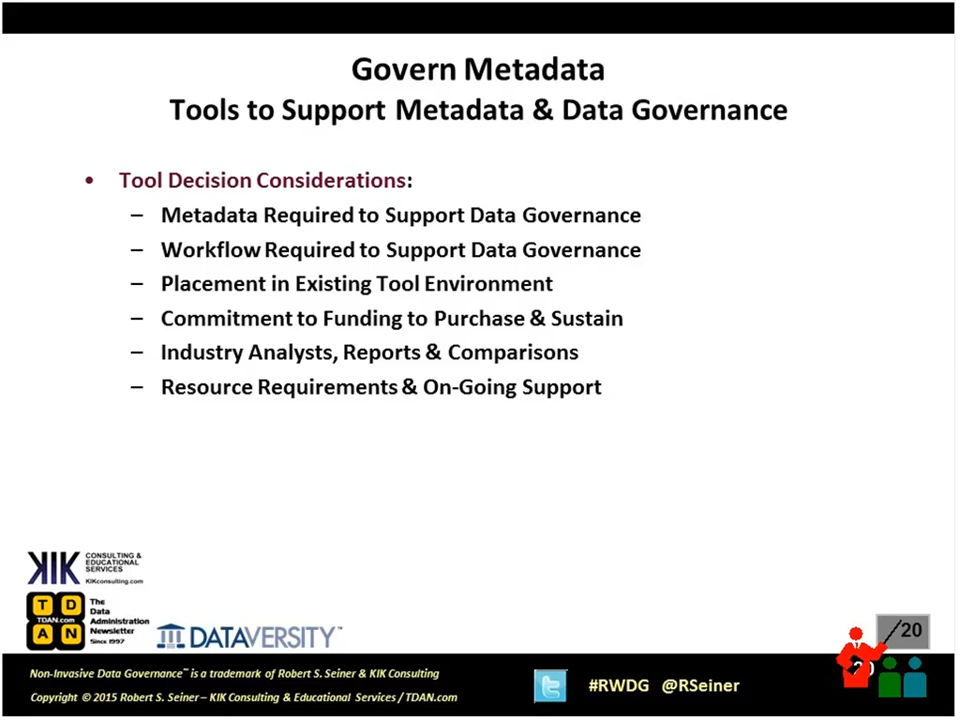 Govern Metadata
Tools to Support Metadata & Data Governance
• Tool Decision Considerations:
– Metadata Required to Support Data Governance
– Workflow Required to Support Data Governance
– Placement in Existing Tool Environment
– Commitment to Funding to Purchase & Sustain
– Industry Analysts, Reports & Comparisons
– Resource Requirements & On-Going Support
KIK CONSULTING & EDUCATIONAL SERVICES
KIKconsulting.com
T D
TDAN.com
A N
The
Data
Administration
Newsletter
Since 1997
DATAVERSITY™
/20
20
Non-Invasive Data Governance™ is a trademark of Robert S. Seiner & KIK Consulting
Copyright © 2015 Robert S. Seiner – KIK Consulting & Educational Services / TDAN.com
#RWDG @RSeiner